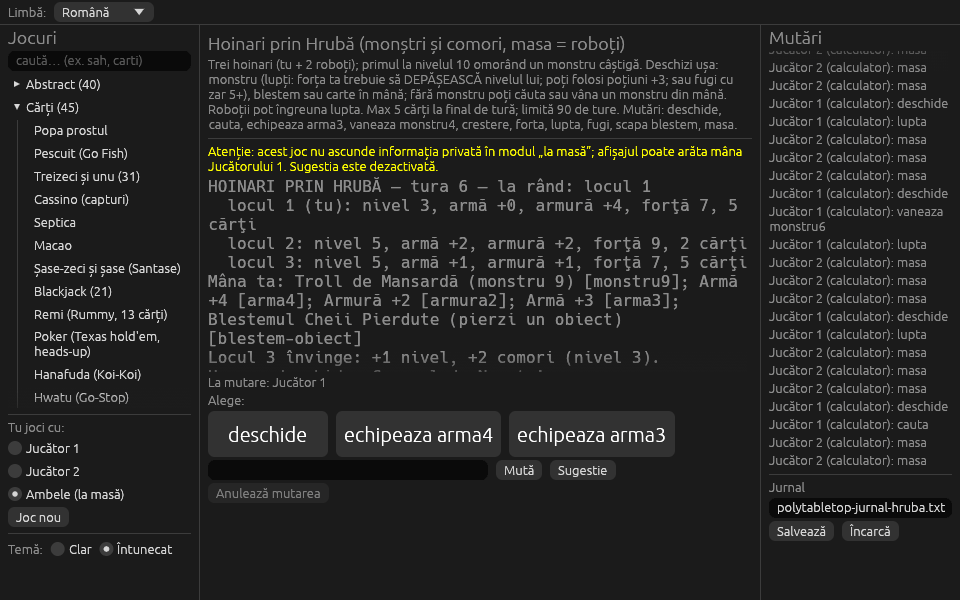 Limbă: Română
Jocuri
caută... (ex. sah, carti)
Abstract (40)
Cărți (45)
Popa prostul
Pescuit (Go Fish)
Treizeci și unu (31)
Cassino (capturi)
Septica
Macao
Șase-zeci și șase (Santase)
Blackjack (21)
Remi (Rummy, 13 cărți)
Poker (Texas hold'em,
heads-up)
Hanafuda (Koi-Koi)
Hwatu (Go-Stop)
Tu joci cu:
Jucător 1
Jucător 2
Ambele (la masă)
Joc nou
Temă: Clar Întunecat
Hoinari prin Hrubă (monștri și comori, masa = roboți)
Trei hoinari (tu + 2 roboți); primul la nivelul 10 omorând un monstru câștigă. Deschizi ușa:
monstru (lupți: forța ta trebuie să DEPĂȘEASCĂ nivelul lui; poți folosi poțiuni +3; sau fugi cu
zar 5+), blestem sau carte în mână; fără monstru poți căuta sau vâna un monstru din mână.
Roboții pot îngreuna lupta. Max 5 cărți la final de tură; limită 90 de ture. Mutări: deschide,
cauta, echipeaza arma3, vaneaza monstru4, crestere, forta, lupta, fugi, scapa blestem, masa.
Atenție: acest joc nu ascunde informația privată în modul „la masă”; afișajul poate arăta mâna
Jucătorului 1. Sugestia este dezactivată.
HOINARI PRIN HRUBĂ — tura 6 — la rând: locul 1
locul 1 (tu): nivel 3, armă +0, armură +4, forţă 7, 5
cărţi
locul 2: nivel 5, armă +2, armură +2, forţă 9, 2 cărţi
locul 3: nivel 5, armă +1, armură +1, forţă 7, 5 cărţi
Mâna ta: Troll de Mansardă (monstru 9) [monstru9]; Armă
+4 [arma4]; Armură +2 [armura2]; Armă +3 [arma3];
Blestemul Cheii Pierdute (pierzi un obiect)
[blestem-obiect]
Locul 3 învinge: +1 nivel, +2 comori (nivel 3).
La mutare: Jucător 1
Alege:
deschide echipeaza arma4 echipeaza arma3
Mută Sugestie
Anulează mutarea
Mutări
Jucător 2 (calculator): masa
Jucător 2 (calculator): masa
Jucător 2 (calculator): masa
Jucător 1 (calculator): deschide
Jucător 1 (calculator): lupta
Jucător 2 (calculator): masa
Jucător 2 (calculator): masa
Jucător 2 (calculator): masa
Jucător 1 (calculator): deschide
Jucător 1 (calculator): vaneaza
monstru6
Jucător 1 (calculator): lupta
Jucător 2 (calculator): masa
Jucător 2 (calculator): masa
Jucător 2 (calculator): masa
Jucător 1 (calculator): deschide
Jucător 1 (calculator): lupta
Jucător 2 (calculator): masa
Jucător 2 (calculator): masa
Jucător 2 (calculator): masa
Jucător 1 (calculator): deschide
Jucător 1 (calculator): cauta
Jucător 2 (calculator): masa
Jucător 2 (calculator): masa
Jurnal
polytabletop-jurnal-hruba.txt
Salvează Încarcă